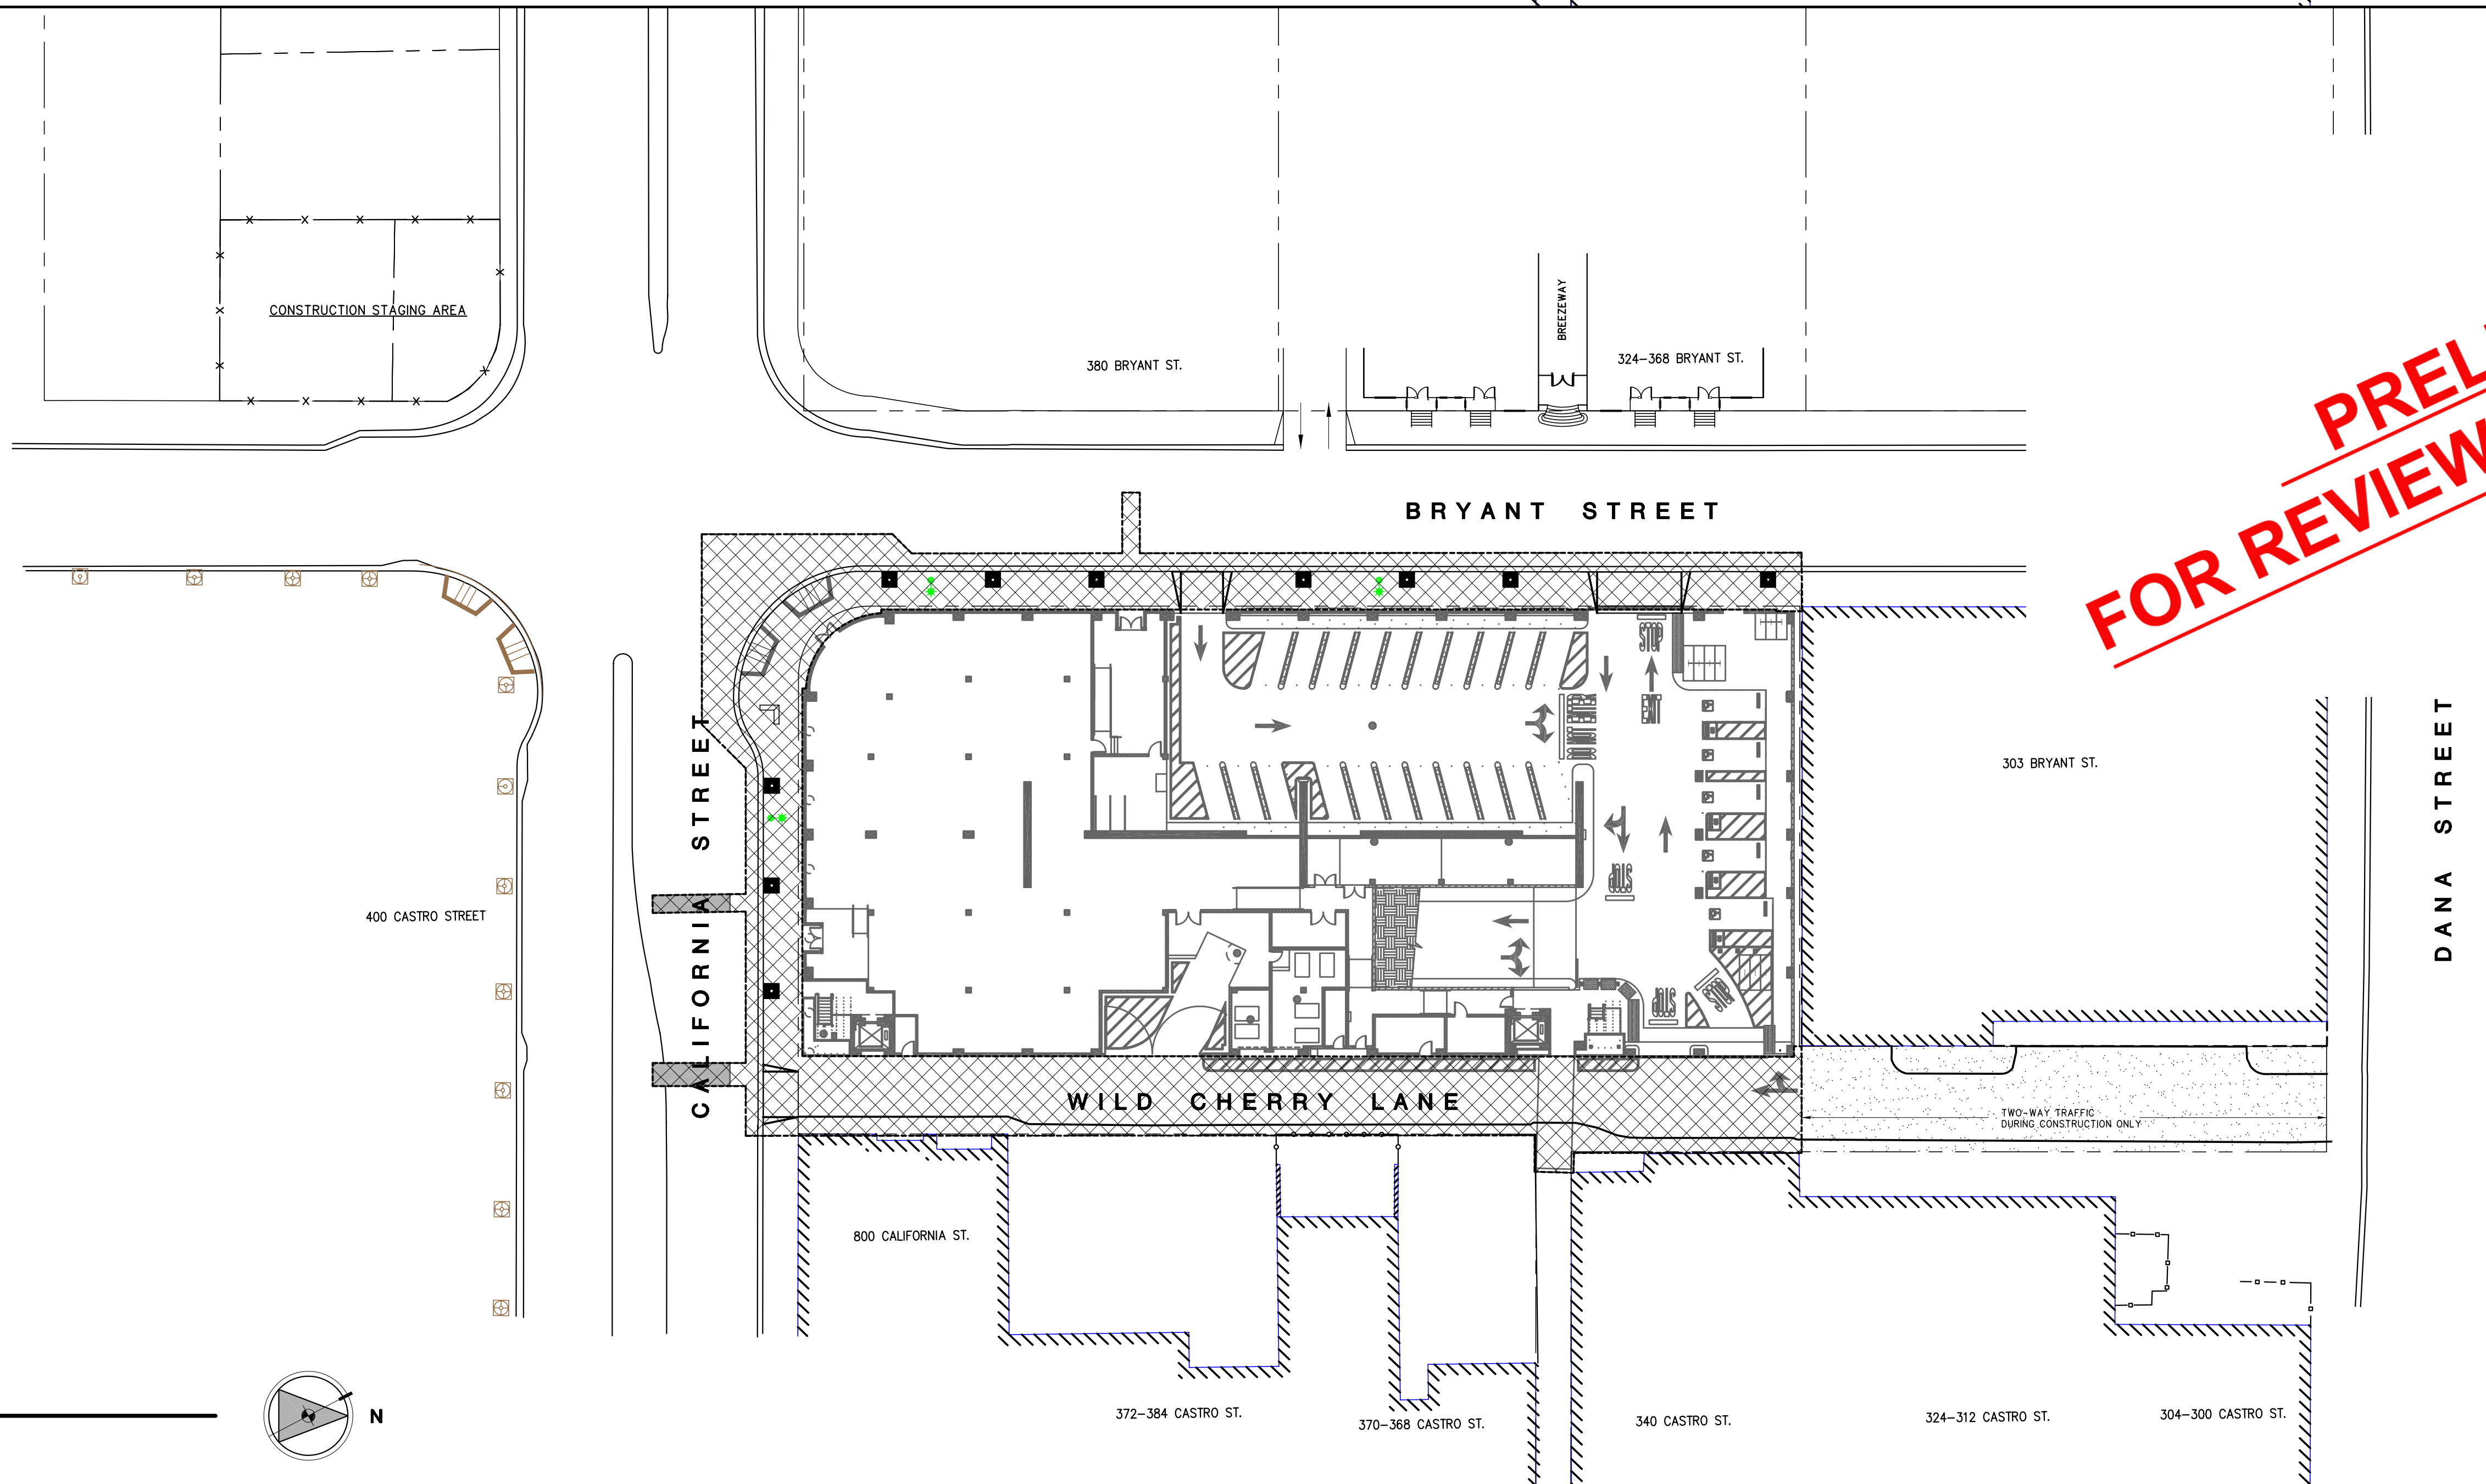 CONSTRUCTION STAGING AREA
BREEZEWAY
380 BRYANT ST.
324-368 BRYANT ST.
PREL
FOR REVIEW
BRYANT STREET
STOP
DO NOT ENTER
EXIT
303 BRYANT ST.
CALIFORNIA STREET
DANA STREET
400 CASTRO STREET
STOP
STOP
STOP
WILD CHERRY LANE
TWO-WAY TRAFFIC
DURING CONSTRUCTION ONLY
800 CALIFORNIA ST.
372-384 CASTRO ST.
370-368 CASTRO ST.
340 CASTRO ST.
324-312 CASTRO ST.
304-300 CASTRO ST.
N